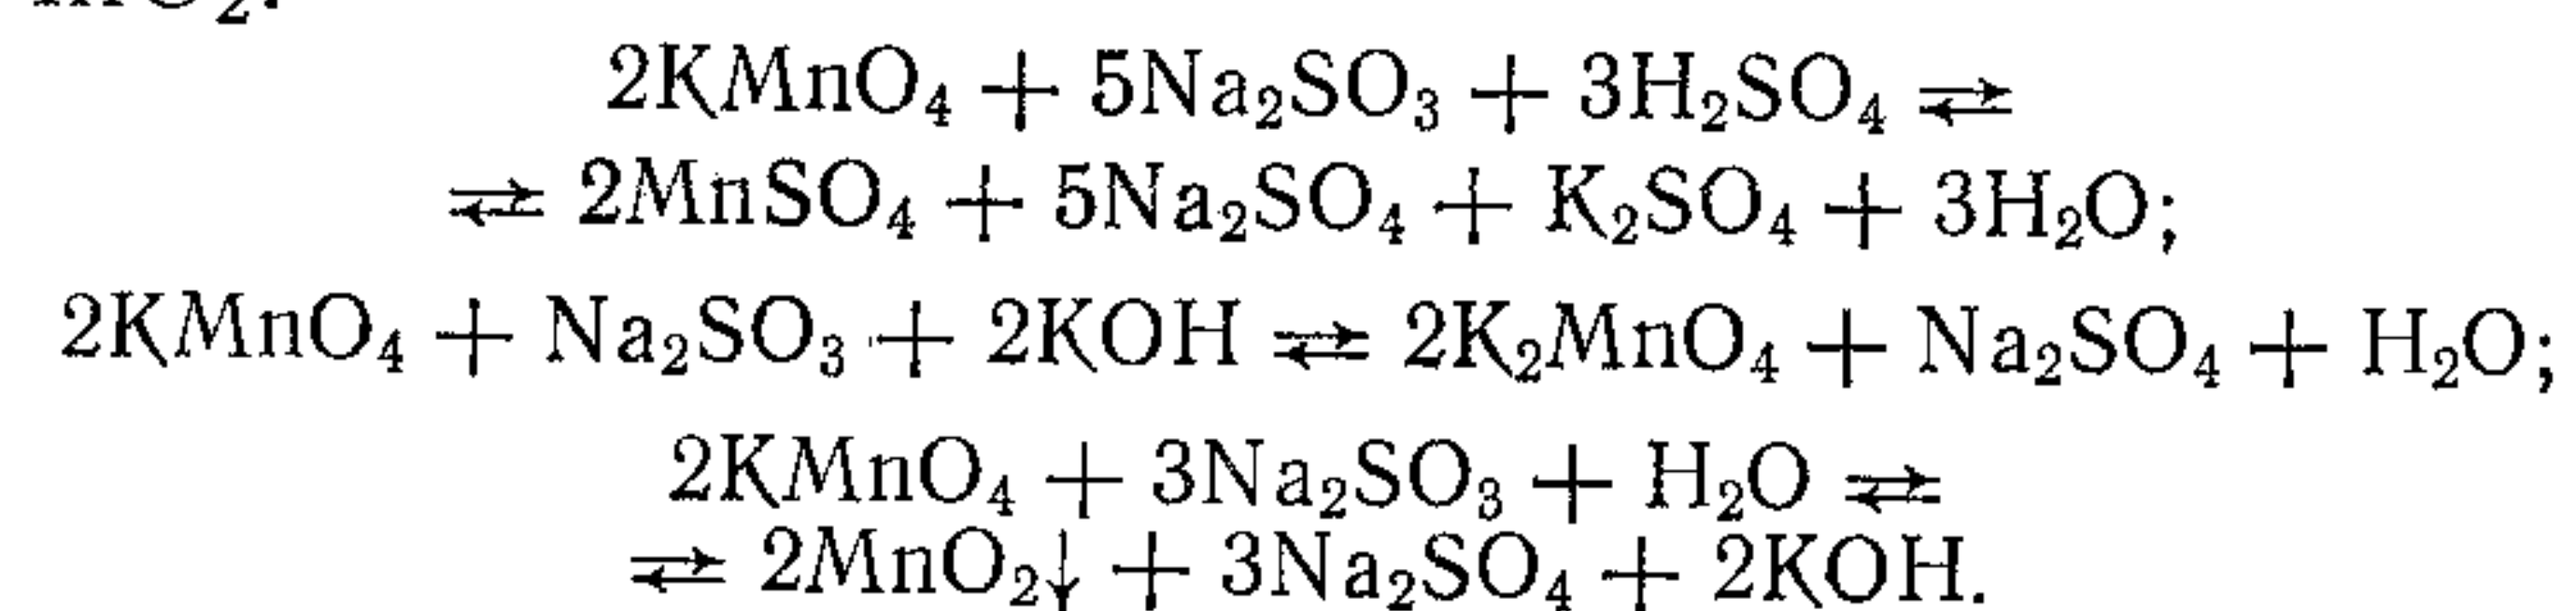 2KMnO₄ + 5Na₂SO₃ + 3H₂SO₄ ⇌
⇌ 2MnSO₄ + 5Na₂SO₄ + K₂SO₄ + 3H₂O;
2KMnO₄ + Na₂SO₃ + 2KOH ⇌ 2K₂MnO₄ + Na₂SO₄ + H₂O;
2KMnO₄ + 3Na₂SO₃ + H₂O ⇌
⇌ 2MnO₂↓ + 3Na₂SO₄ + 2KOH.